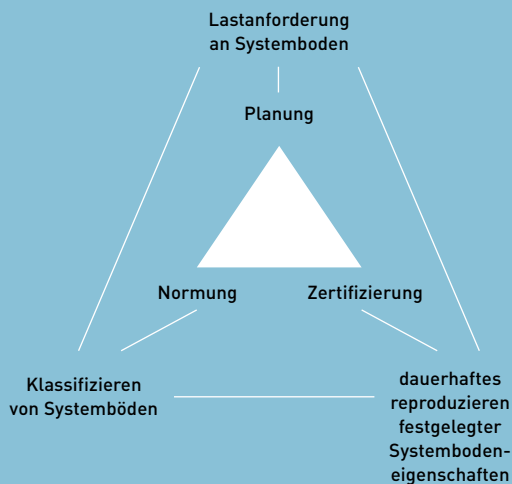 Lastanforderung
an Systemboden
Planung
Normung
Zertifizierung
Klassifizieren
von Systemböden
dauerhaftes
reproduzieren
festgelegter
Systemboden-
eigenschaften